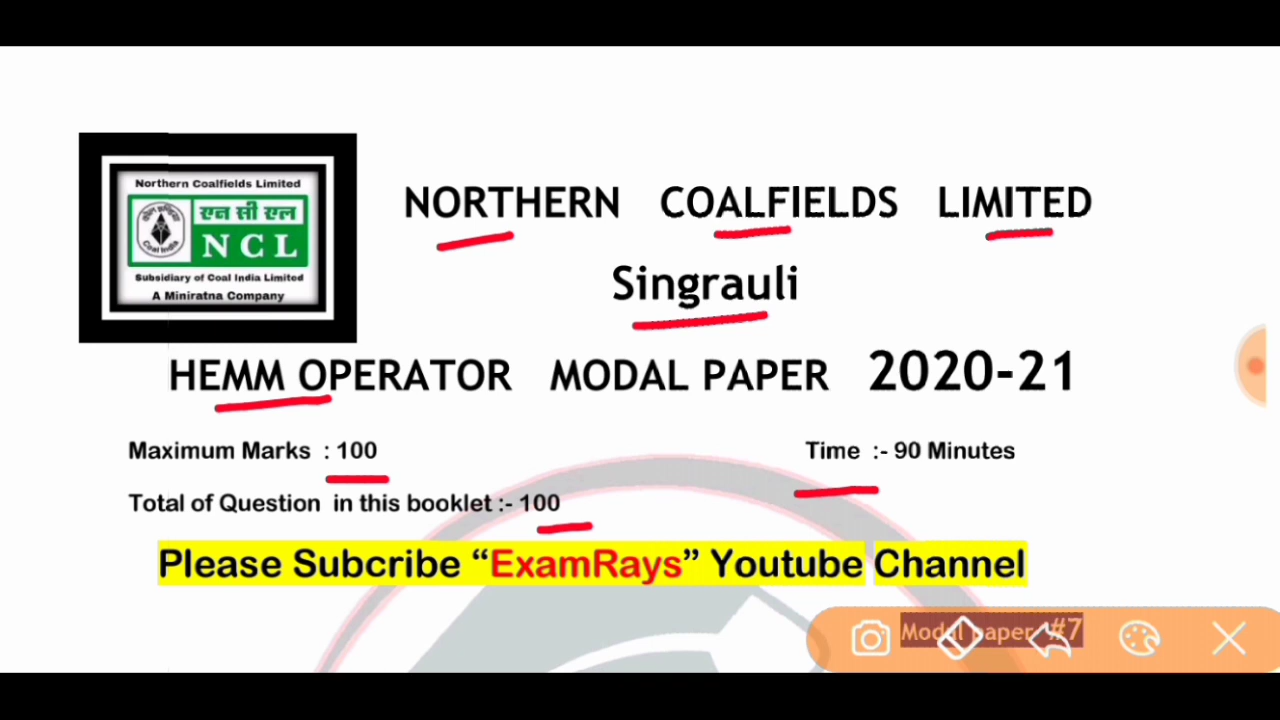 Northern Coalfields Limited
एन सी एल
NCL
Coal India
Subsidiary of Coal India Limited
A Miniratna Company
NORTHERN COALFIELDS LIMITED
Singrauli
HEMM OPERATOR MODAL PAPER 2020-21
Maximum Marks : 100 Time :- 90 Minutes
Total of Question in this booklet :- 100
Please Subcribe “ExamRays” Youtube Channel
Modal paper #7